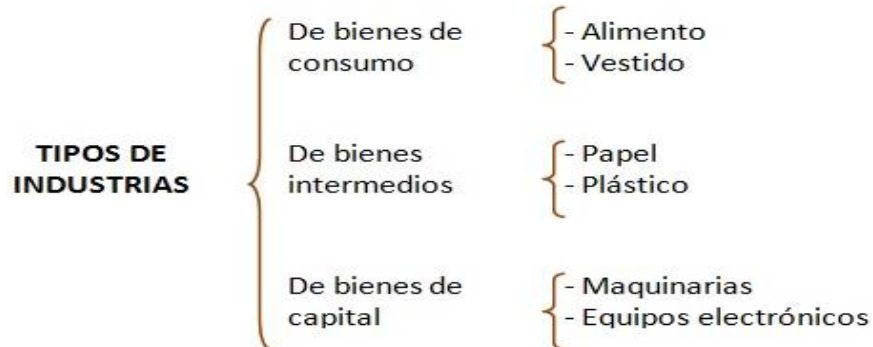 TIPOS DE
INDUSTRIAS
De bienes de
consumo
- Alimento
- Vestido
De bienes
intermedios
- Papel
- Plástico
De bienes de
capital
- Maquinarias
- Equipos electrónicos